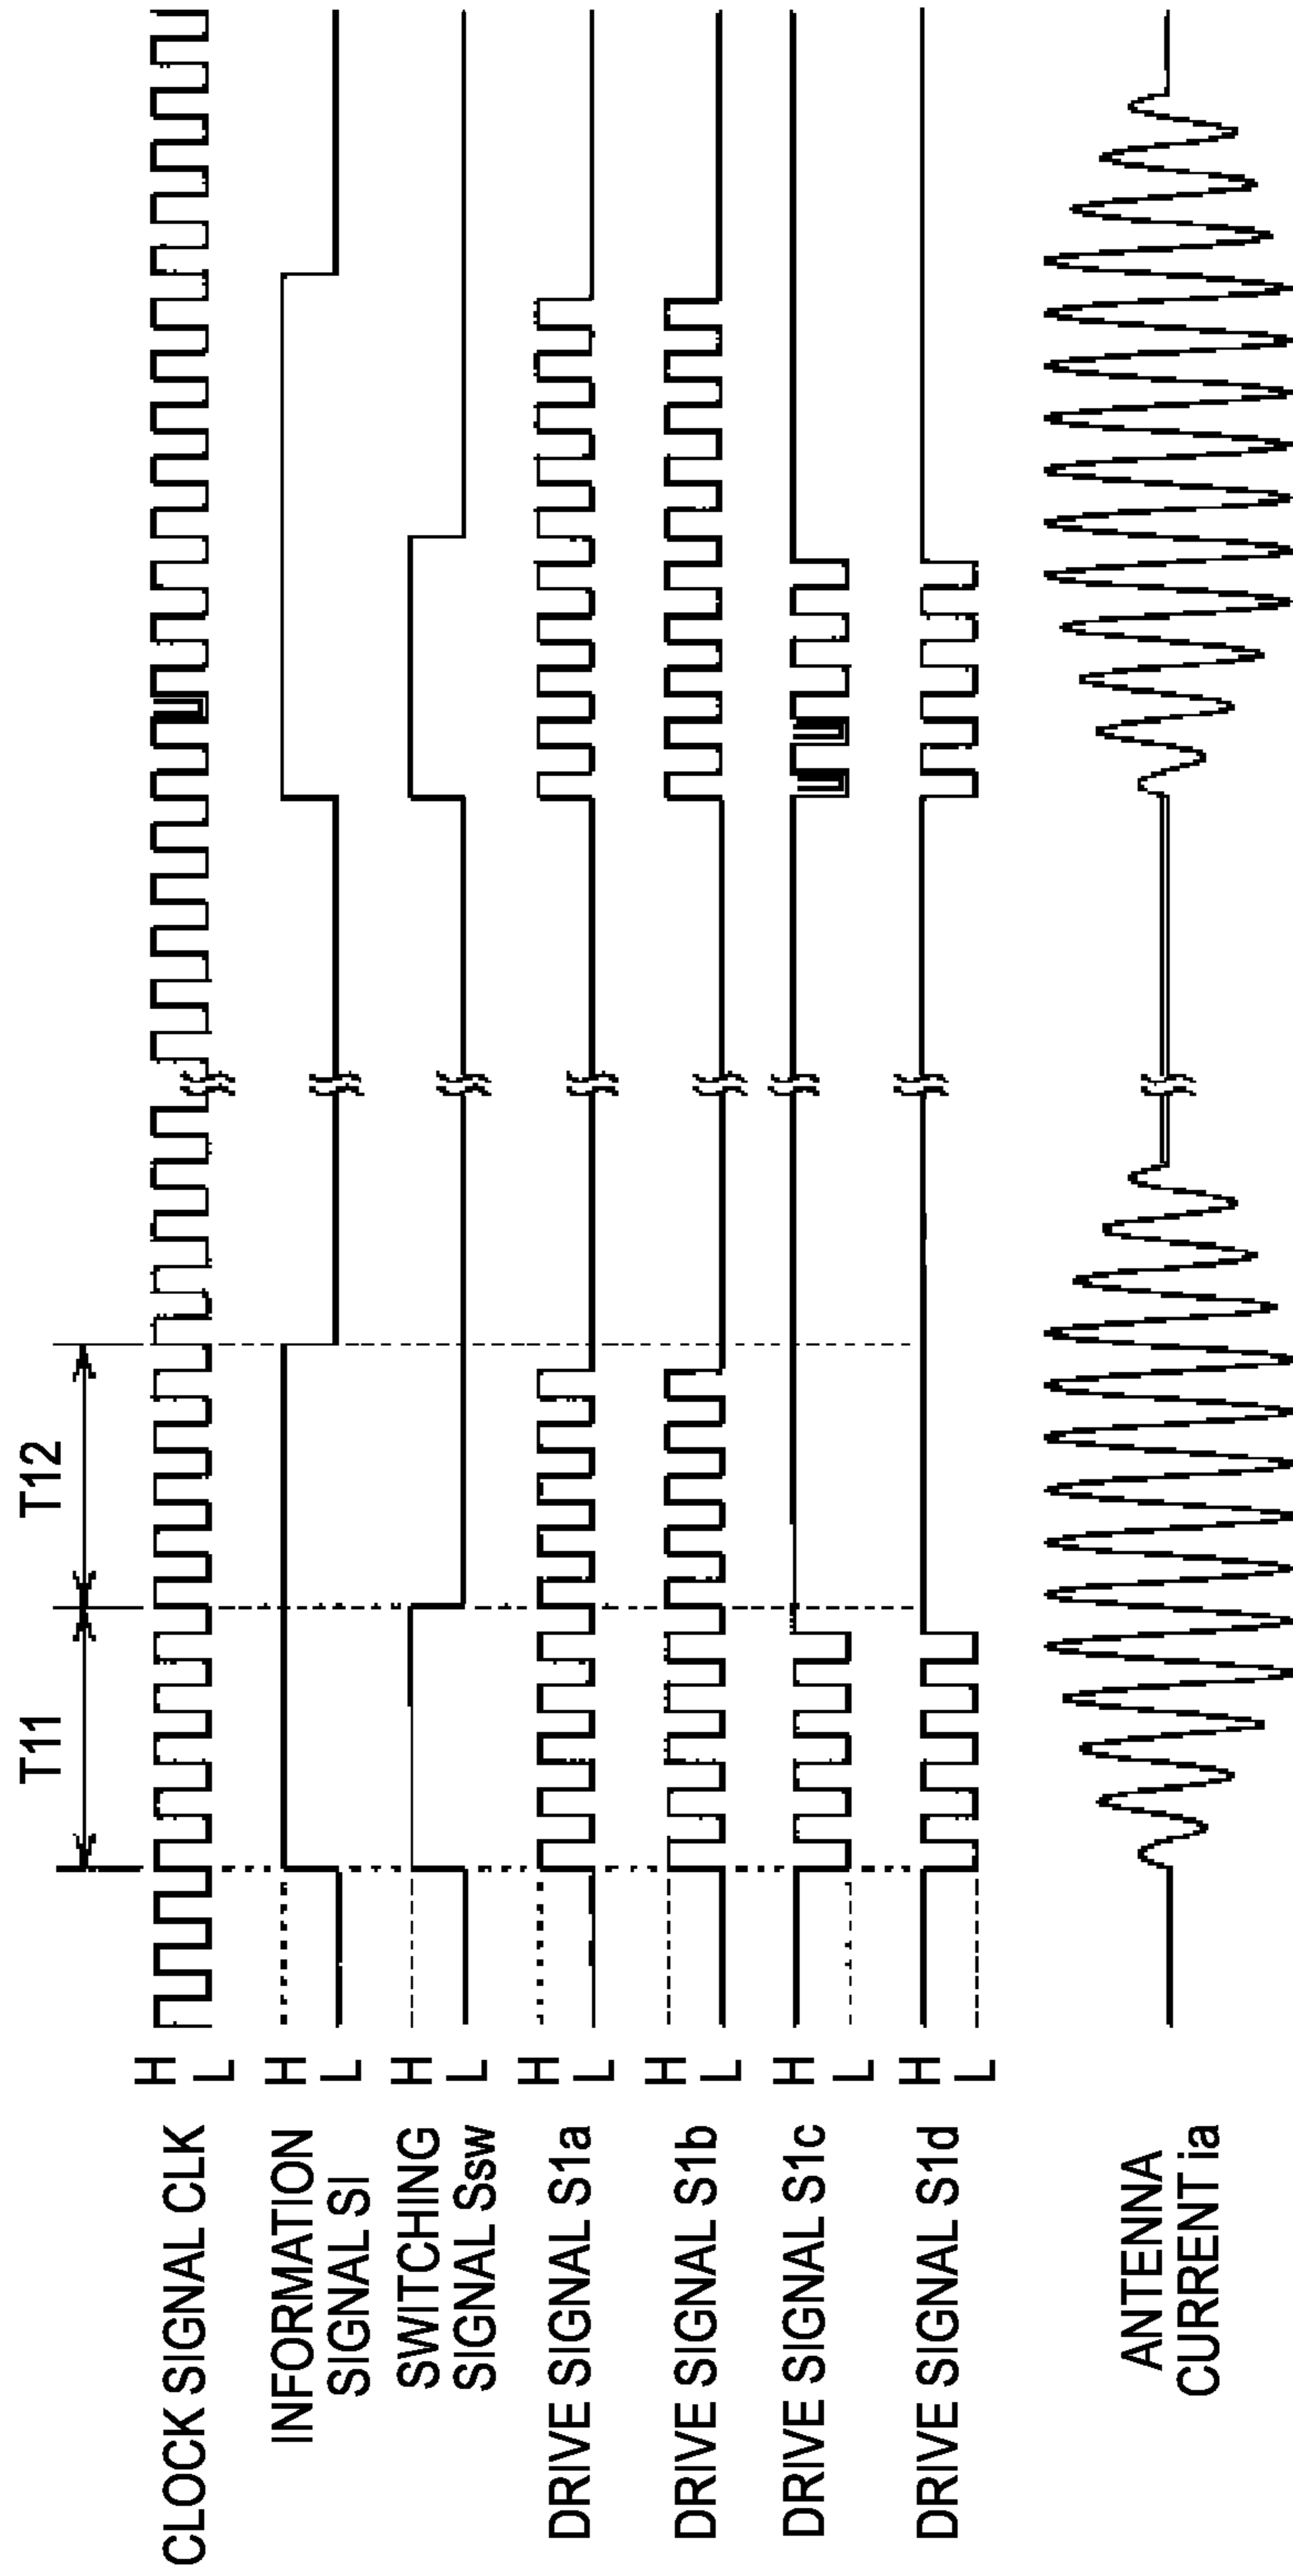 T11
T12
CLOCK SIGNAL CLK
H
L
INFORMATION
SIGNAL SI
H
L
SWITCHING
SIGNAL Ssw
H
L
DRIVE SIGNAL S1a
H
L
DRIVE SIGNAL S1b
H
L
DRIVE SIGNAL S1c
H
L
DRIVE SIGNAL S1d
H
L
ANTENNA
CURRENT ia